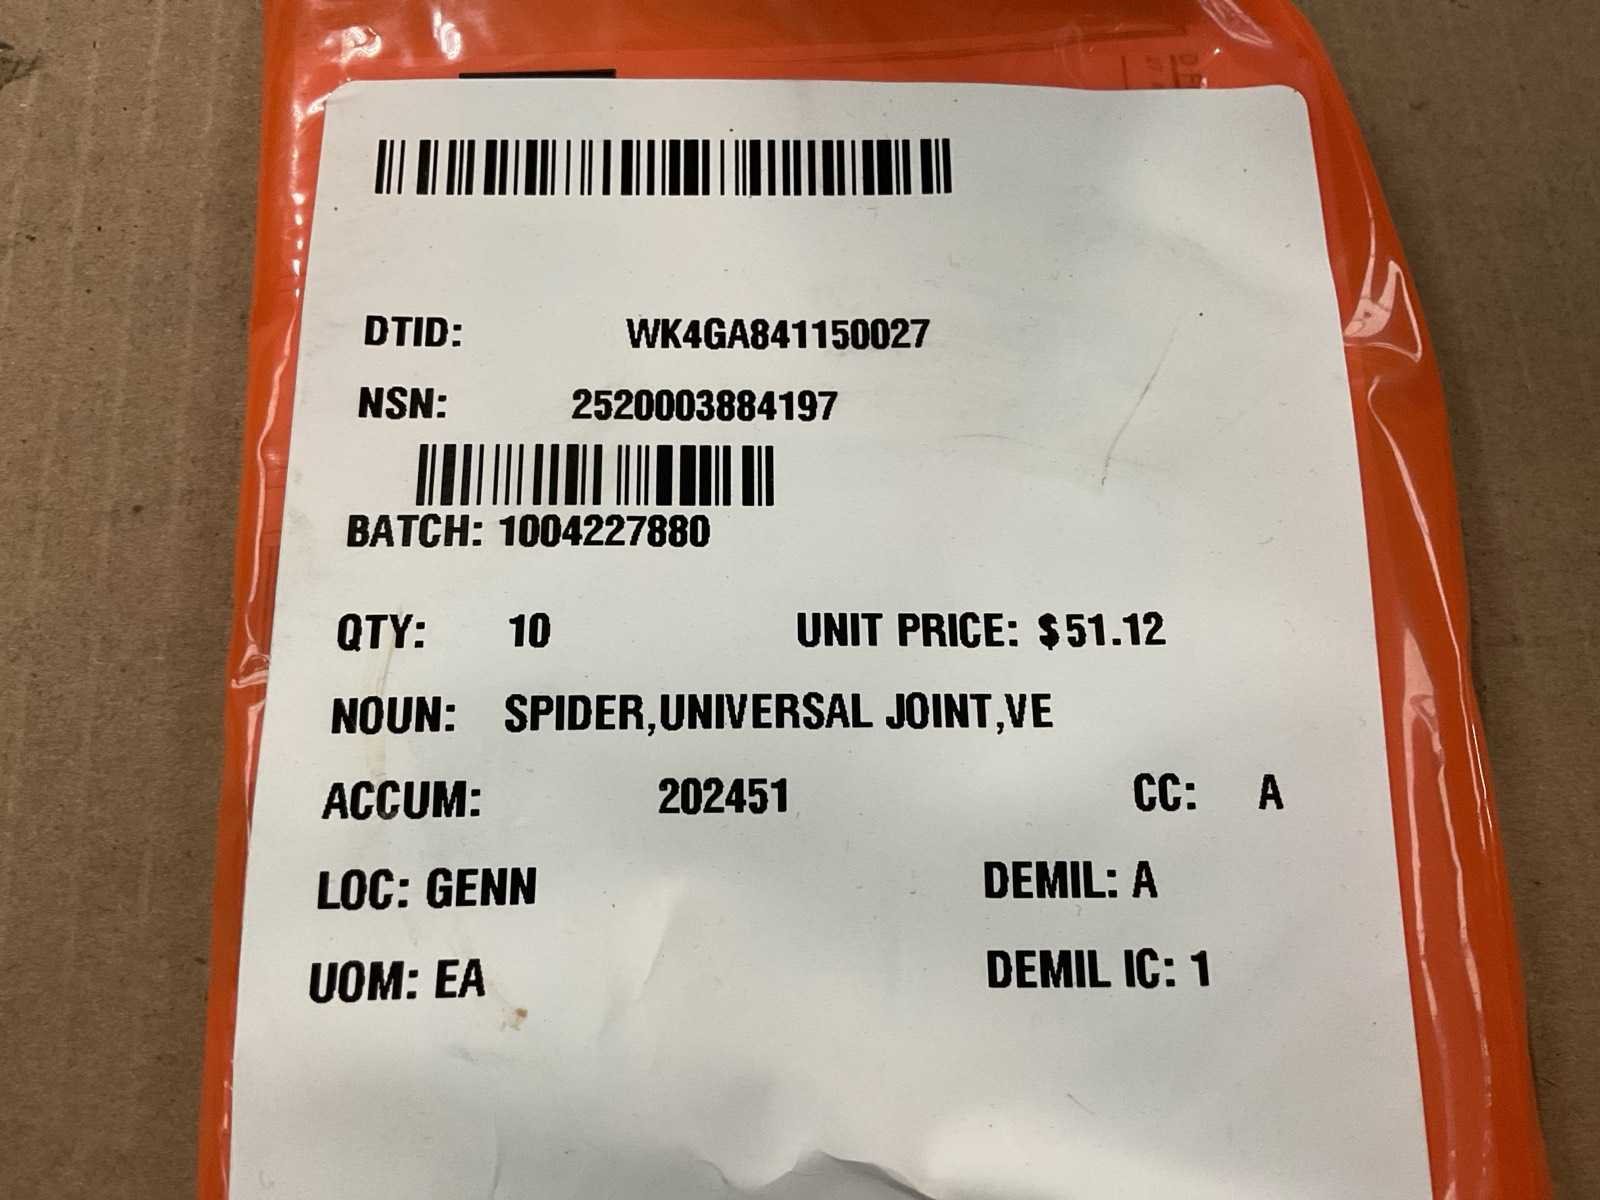 DTID: WK4GA841150027
NSN: 2520003884197
BATCH: 1004227880
QTY: 10 UNIT PRICE: $51.12
NOUN: SPIDER,UNIVERSAL JOINT,VE
ACCUM: 202451 CC: A
LOC: GENN DEMIL: A
UOM: EA DEMIL IC: 1